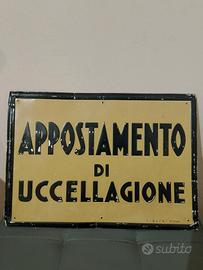 APPOSTAMENTO
DI
UCCELLAGIONE
subito